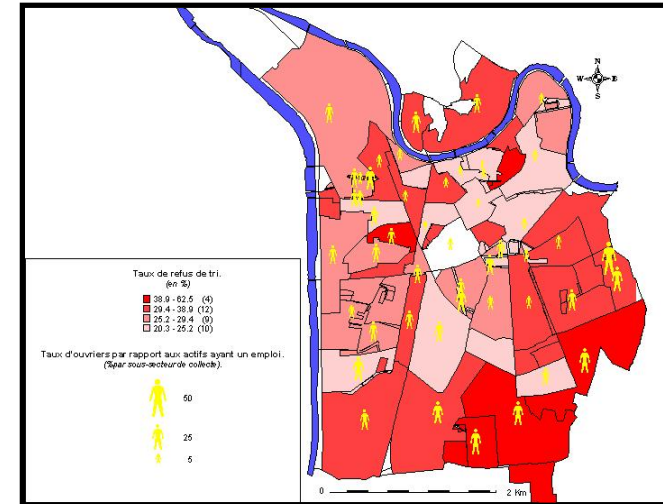 N
W E
S
Taux de refus de tri.
(en %)
38.9 - 62.5 (4)
29.4 - 38.9 (12)
25.2 - 29.4 (9)
20.3 - 25.2 (10)
Taux d'ouvriers par rapport aux actifs ayant un emploi.
(% par sous-secteur de collecte).
50
25
5
0 2 Km